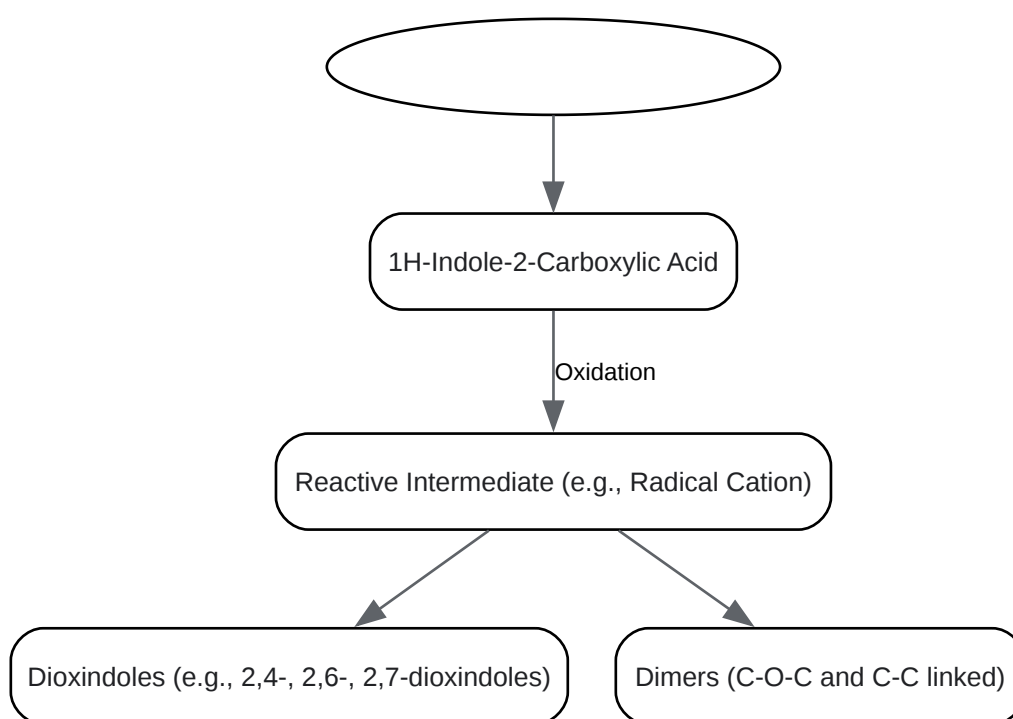 1H-Indole-2-Carboxylic Acid
Oxidation
Reactive Intermediate (e.g., Radical Cation)
Dioxindoles (e.g., 2,4-, 2,6-, 2,7-dioxindoles)
Dimers (C-O-C and C-C linked)